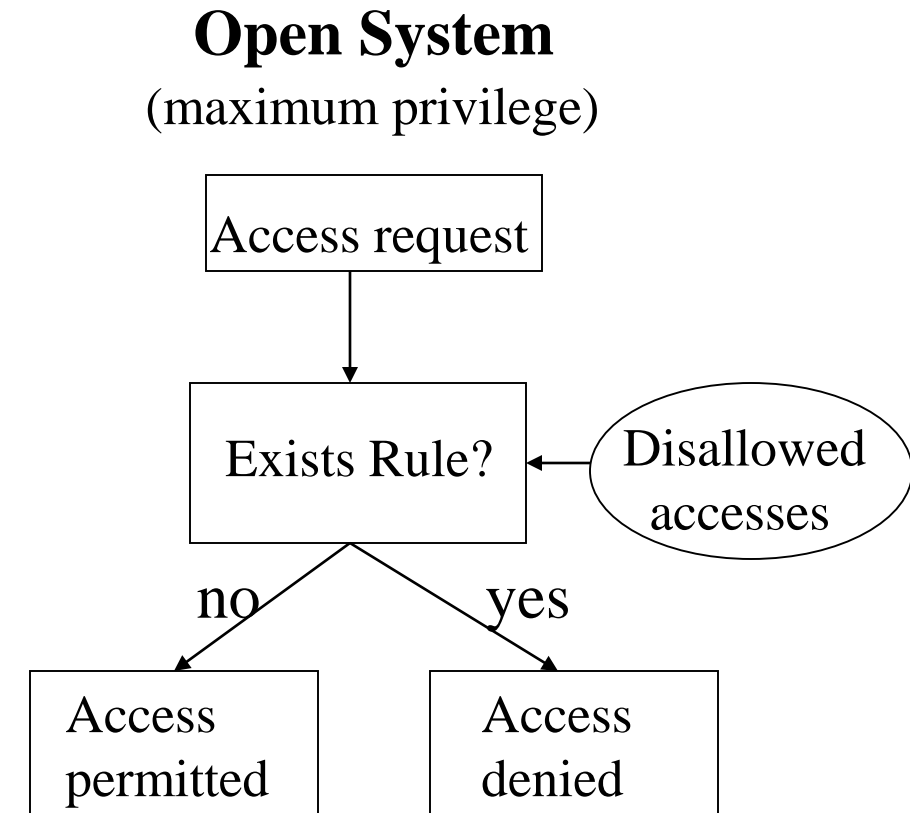 Open System
(maximum privilege)
Access request
Exists Rule?
Disallowed
accesses
no
yes
Access
permitted
Access
denied